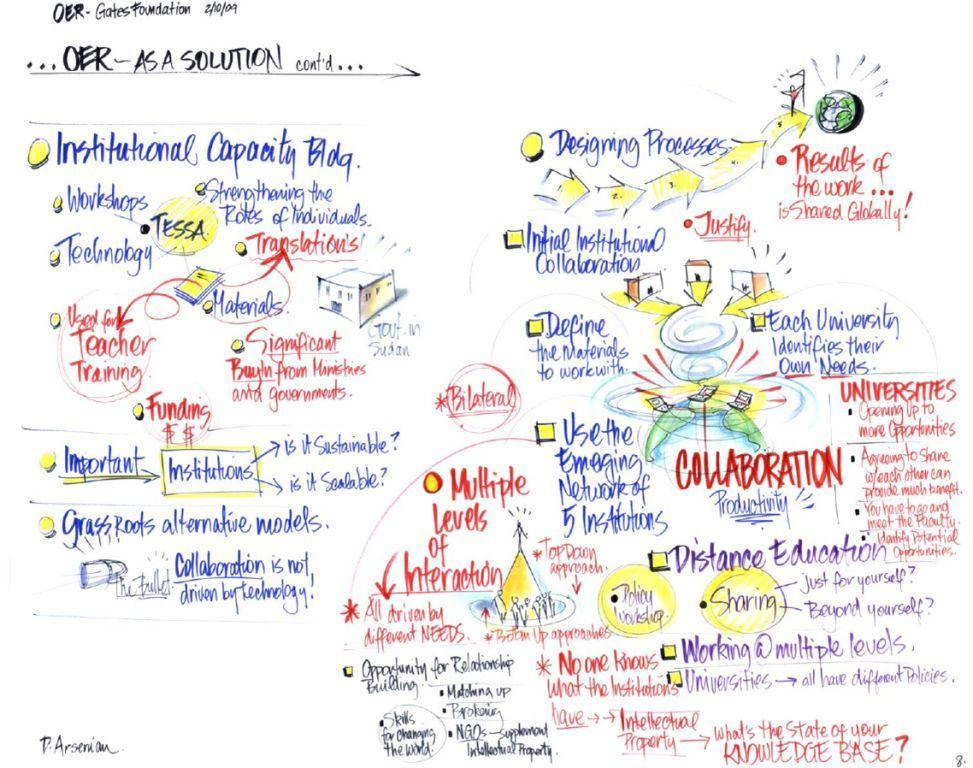 OER - Gates Foundation 2/10/09
...OER - AS A SOLUTION cont'd...
Institutional Capacity Bldg.
Workshops
Strengthening the
Roles of Individuals.
TESSA
Technology
Translations!
Materials
Used for
Teacher
Training.
Gov't. in
Sudan
Significant
Buy In from Ministries
and governments.
Funding
$ $
Important
Institutions
is it Sustainable?
is it Scalable?
GrassRoots alternative models.
The Bullet
Collaboration is not
driven by technology!
D. Arsenian
Designing Processes
Results of
the work...
is Shared Globally!
Justify.
Initial Institutional
Collaboration
Define
the Materials
to work with.
Each University
Identifies their
Own Needs.
*Bilateral
Use the
Emerging
Network of
5 Institutions
COLLABORATION
Productivity
UNIVERSITIES
Opening Up to
more Opportunities
Agreeing to Share
w/each other can
provide much benefit.
You have to go and
meet the Faculty.
Identify Potential
Opportunities.
Multiple
Levels
of
Interaction
* Top Down
approach.
* All driven by
different NEEDS.
* Bottom Up approaches
Distance Education
Policy
Workshop.
Sharing
Just for yourself?
Beyond yourself?
Working @ multiple levels.
Universities → all have different Policies.
Opportunity for Relationship
Building
Matching up
Brokering
NGOs - Supplement
Intellectual Property.
Skills
for changing
the world.
* No one knows
what the Institutions
have → → Intellectual
Property → what's the State of your
KNOWLEDGE BASE?
8.